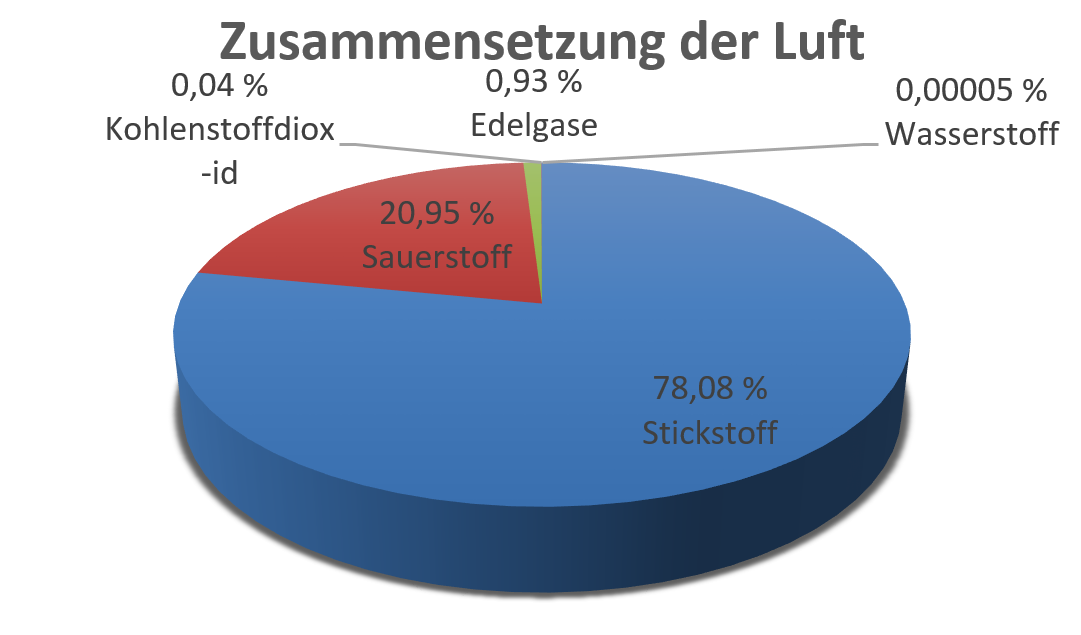 Zusammensetzung der Luft
0,04 %
Kohlenstoffdiox
-id
0,93 %
Edelgase
0,00005 %
Wasserstoff
20,95 %
Sauerstoff
78,08 %
Stickstoff